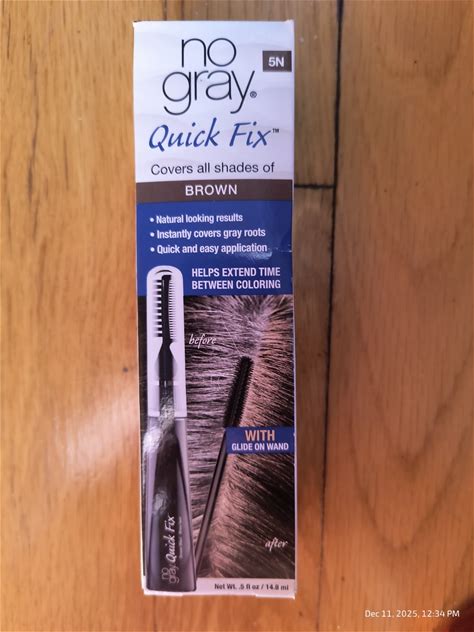 no
gray®
5N
Quick Fix™
Covers all shades of
BROWN
• Natural looking results
• Instantly covers gray roots
• Quick and easy application
HELPS EXTEND TIME
BETWEEN COLORING
before
WITH
GLIDE ON WAND
no
gray Quick Fix
after
Net Wt. .5 fl oz / 14.8 ml
Dec 11, 2025, 12:34 PM